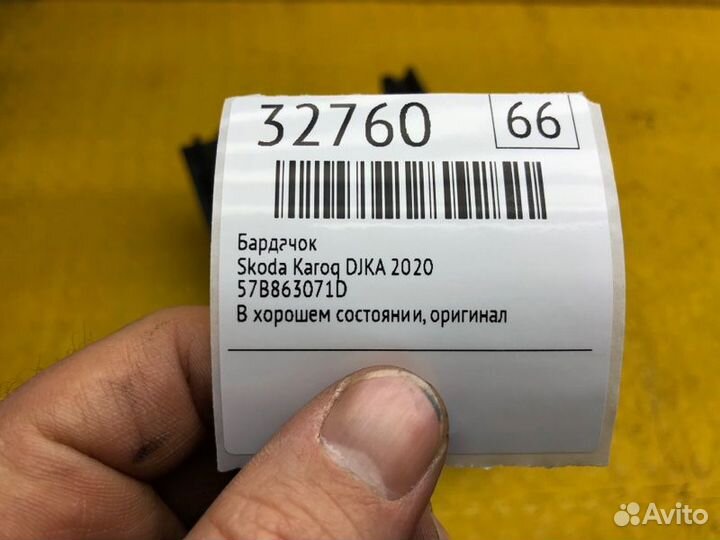 32760 66
Бардачок
Skoda Karoq DJKA 2020
57B863071D
В хорошем состоянии, оригинал
Avito